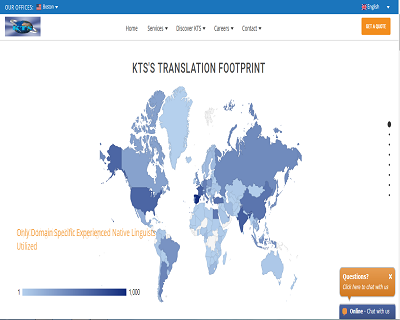 OUR OFFICES: Boston
English
Home Services Discover KTS Careers Contact
GET A QUOTE
KTS'S TRANSLATION FOOTPRINT
Only Domain Specific Experienced Native Linguists
Utilized
1 1,000
Questions? x
Click here to chat with us
Online - Chat with us